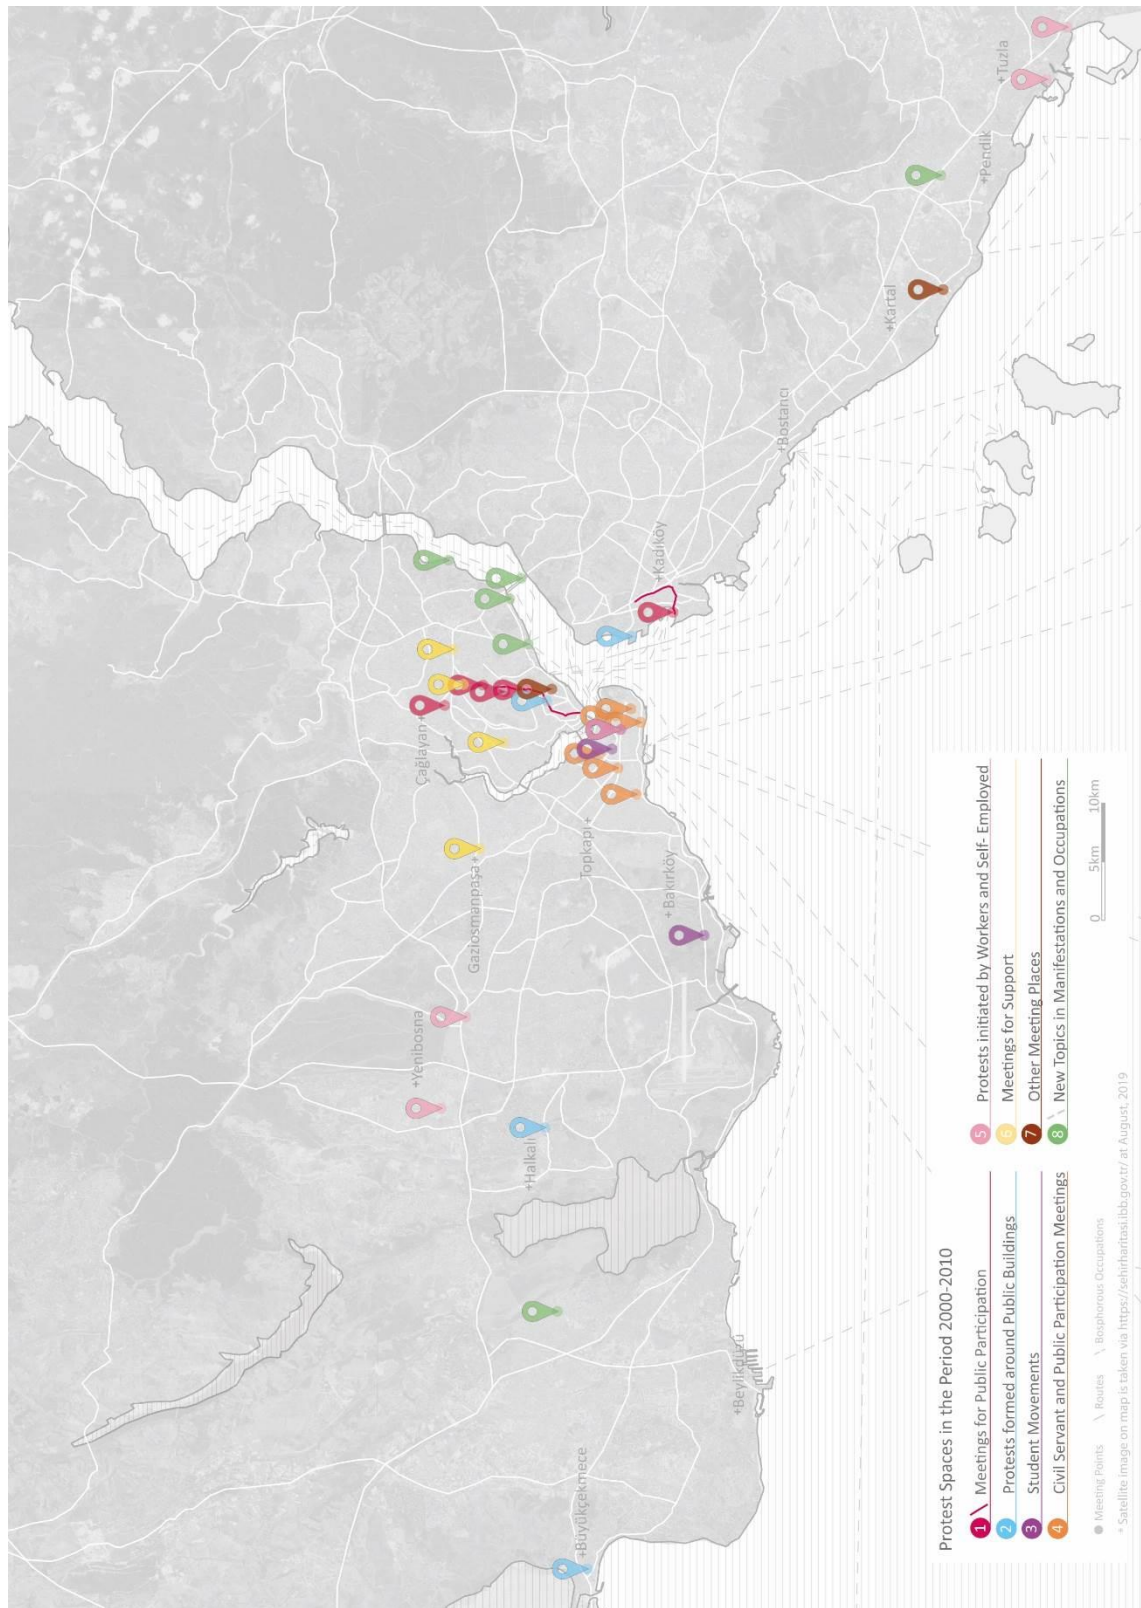 +Tuzla
+Pendik
+Kartal
+Bostancı
+Kadıköy
Çağlayan+
Gaziosmanpaşa+
Topkapı+
+Bakırköy
+Yenibosna
+Halkalı
+Beylikdüzü
+Büyükçekmece
Protest Spaces in the Period 2000-2010
1 Meetings for Public Participation
2 Protests formed around Public Buildings
3 Student Movements
4 Civil Servant and Public Participation Meetings
5 Protests initiated by Workers and Self- Employed
6 Meetings for Support
7 Other Meeting Places
8 New Topics in Manifestations and Occupations
Meeting Points Routes Bosphorous Occupations
* Satellite image on map is taken via https://sehirharitasi.ibb.gov.tr/ at August, 2019
0 5km 10km